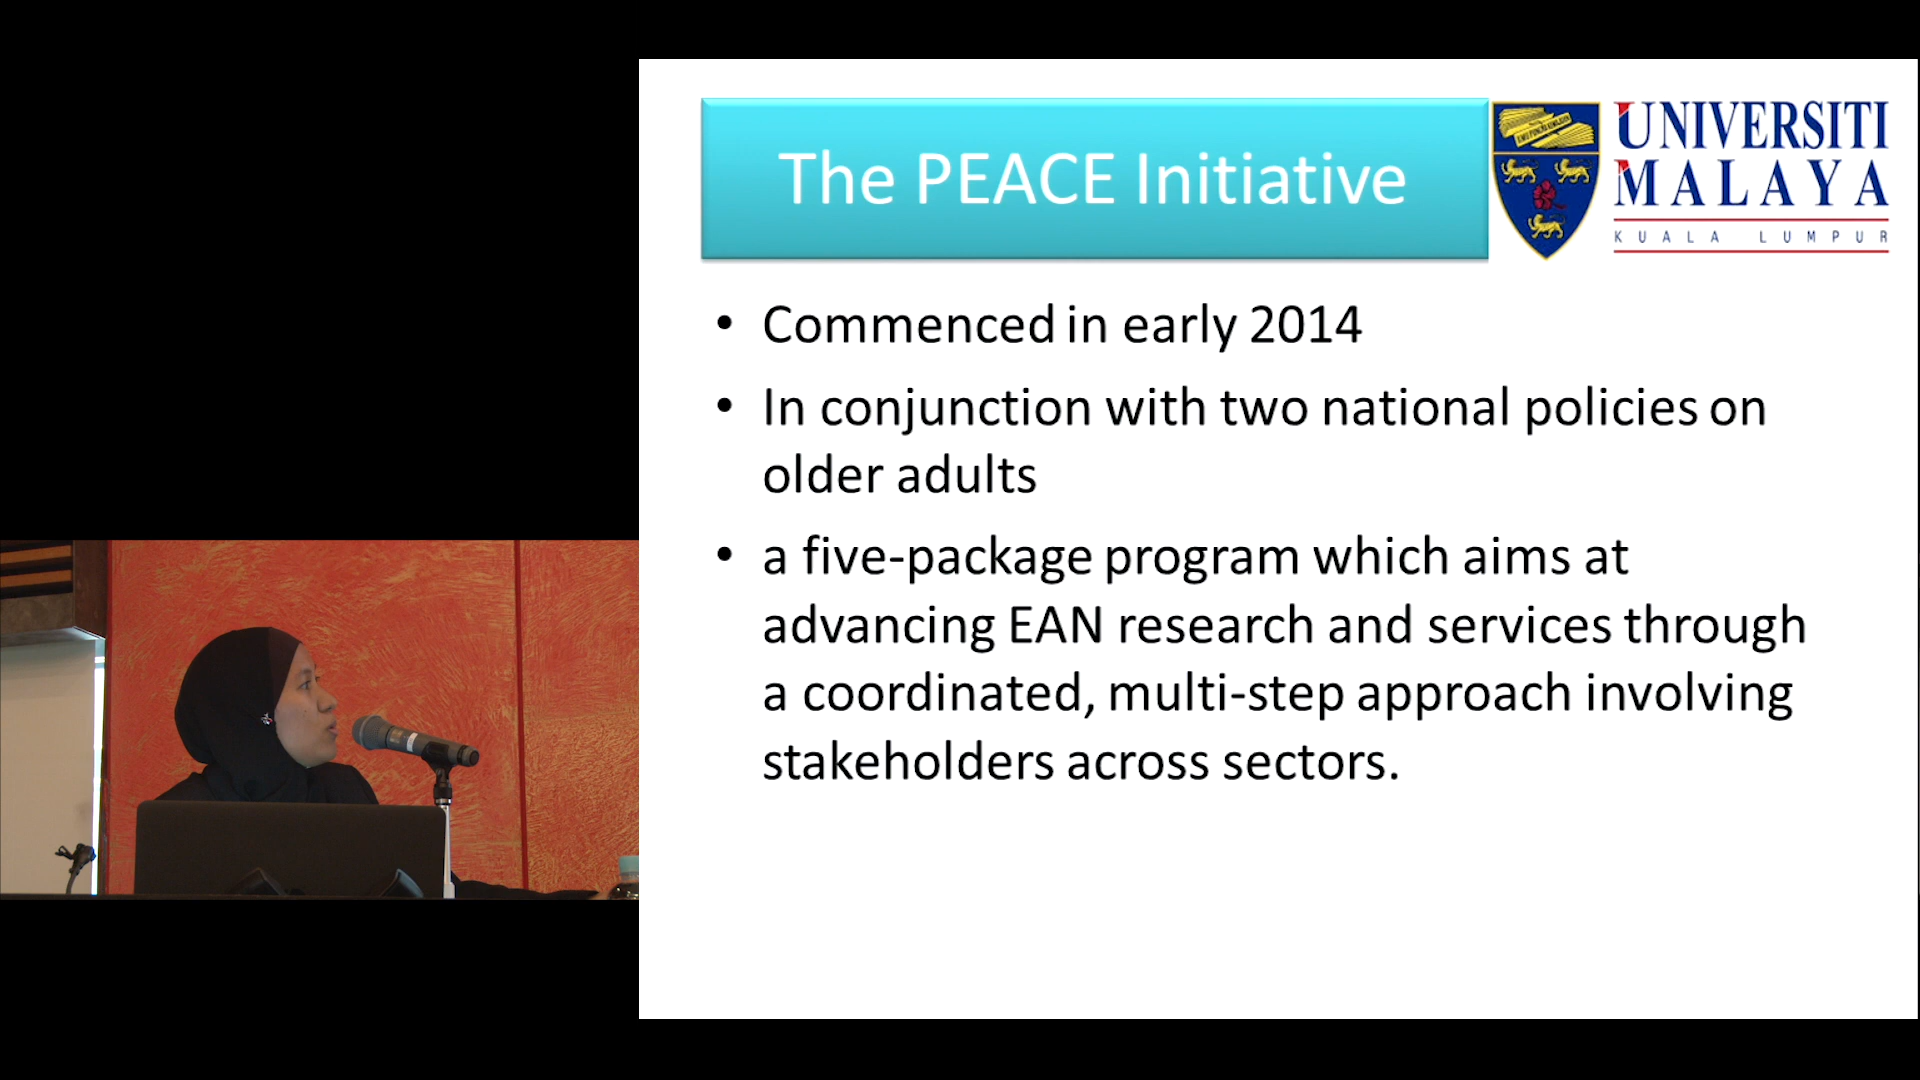 The PEACE Initiative
UNIVERSITI
MALAYA
KUALA LUMPUR
• Commenced in early 2014
• In conjunction with two national policies on
older adults
• a five-package program which aims at
advancing EAN research and services through
a coordinated, multi-step approach involving
stakeholders across sectors.